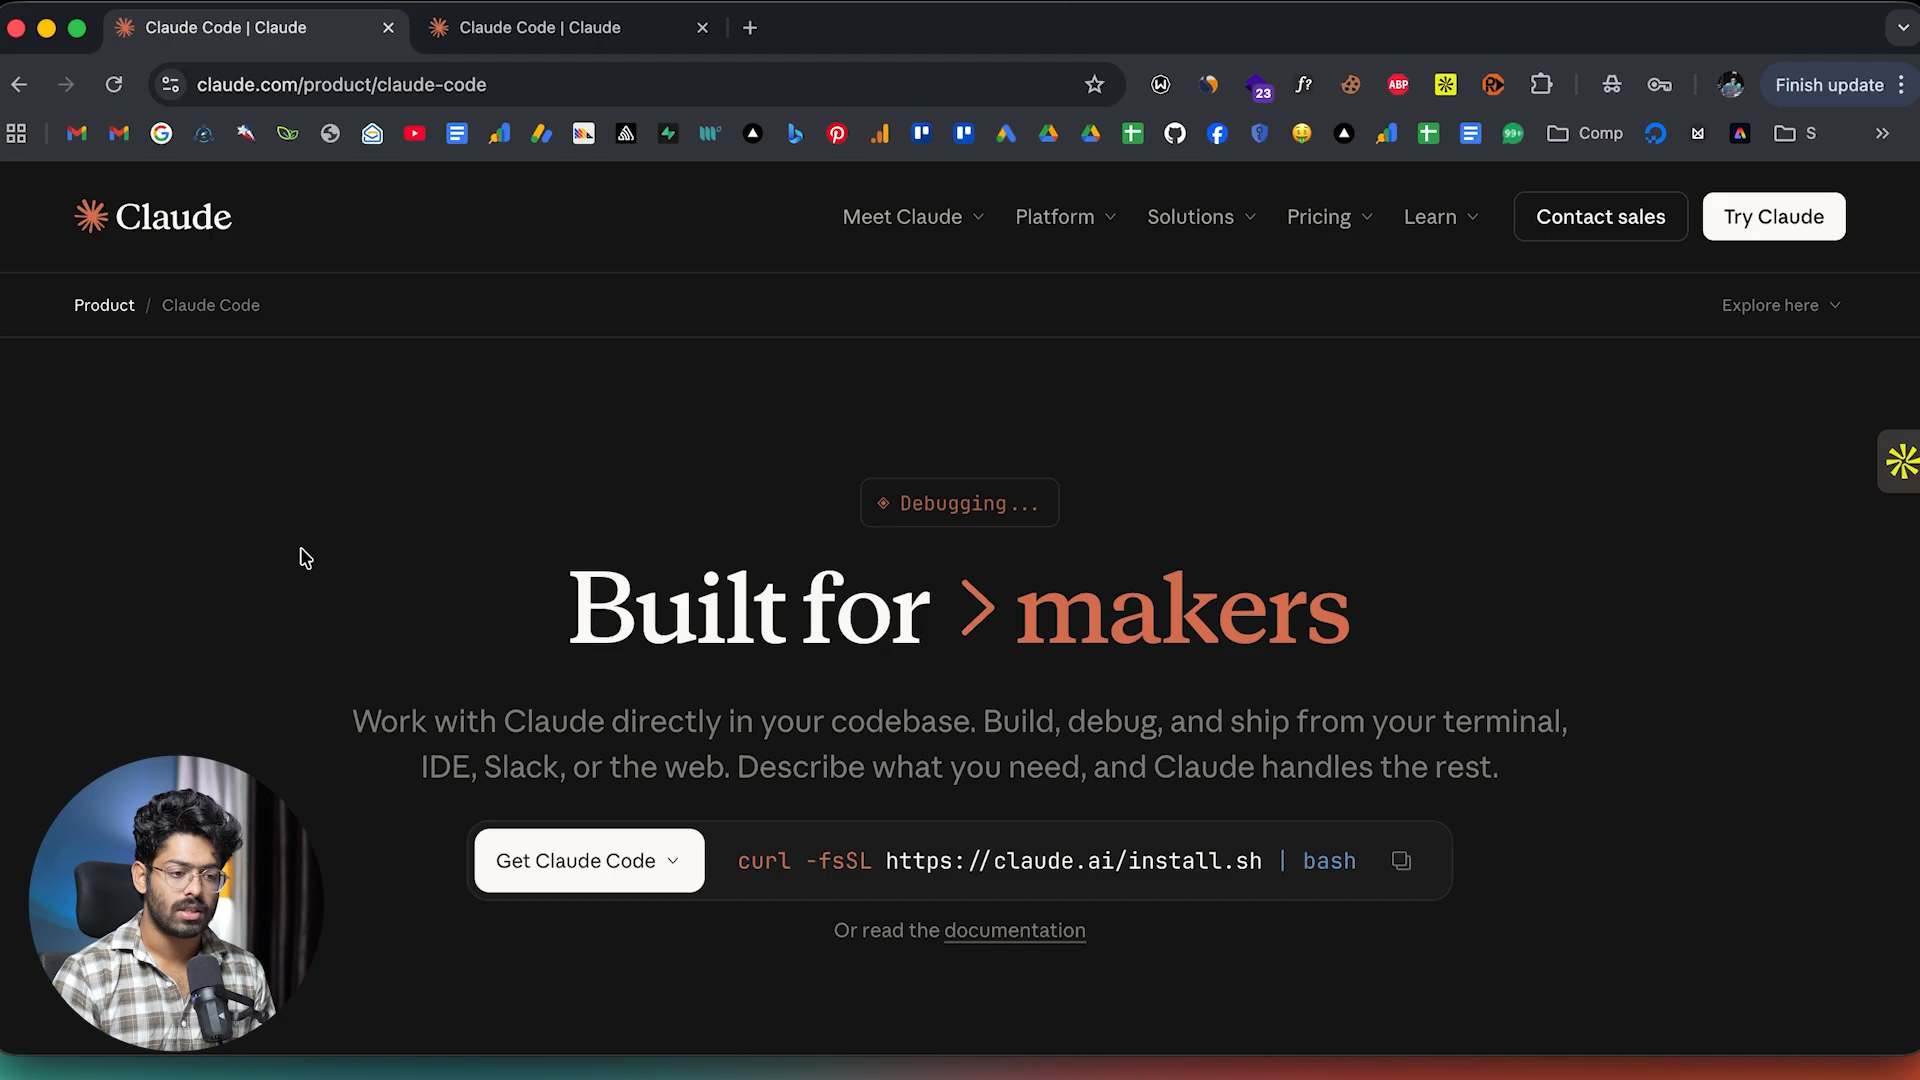 Claude Code | Claude
Claude Code | Claude
claude.com/product/claude-code
23
f?
ABP
Finish update
99+
Comp
S
Claude
Meet Claude
Platform
Solutions
Pricing
Learn
Contact sales
Try Claude
Product / Claude Code
Explore here
Debugging...
Built for > makers
Work with Claude directly in your codebase. Build, debug, and ship from your terminal,
IDE, Slack, or the web. Describe what you need, and Claude handles the rest.
Get Claude Code
curl -fsSL https://claude.ai/install.sh | bash
Or read the documentation